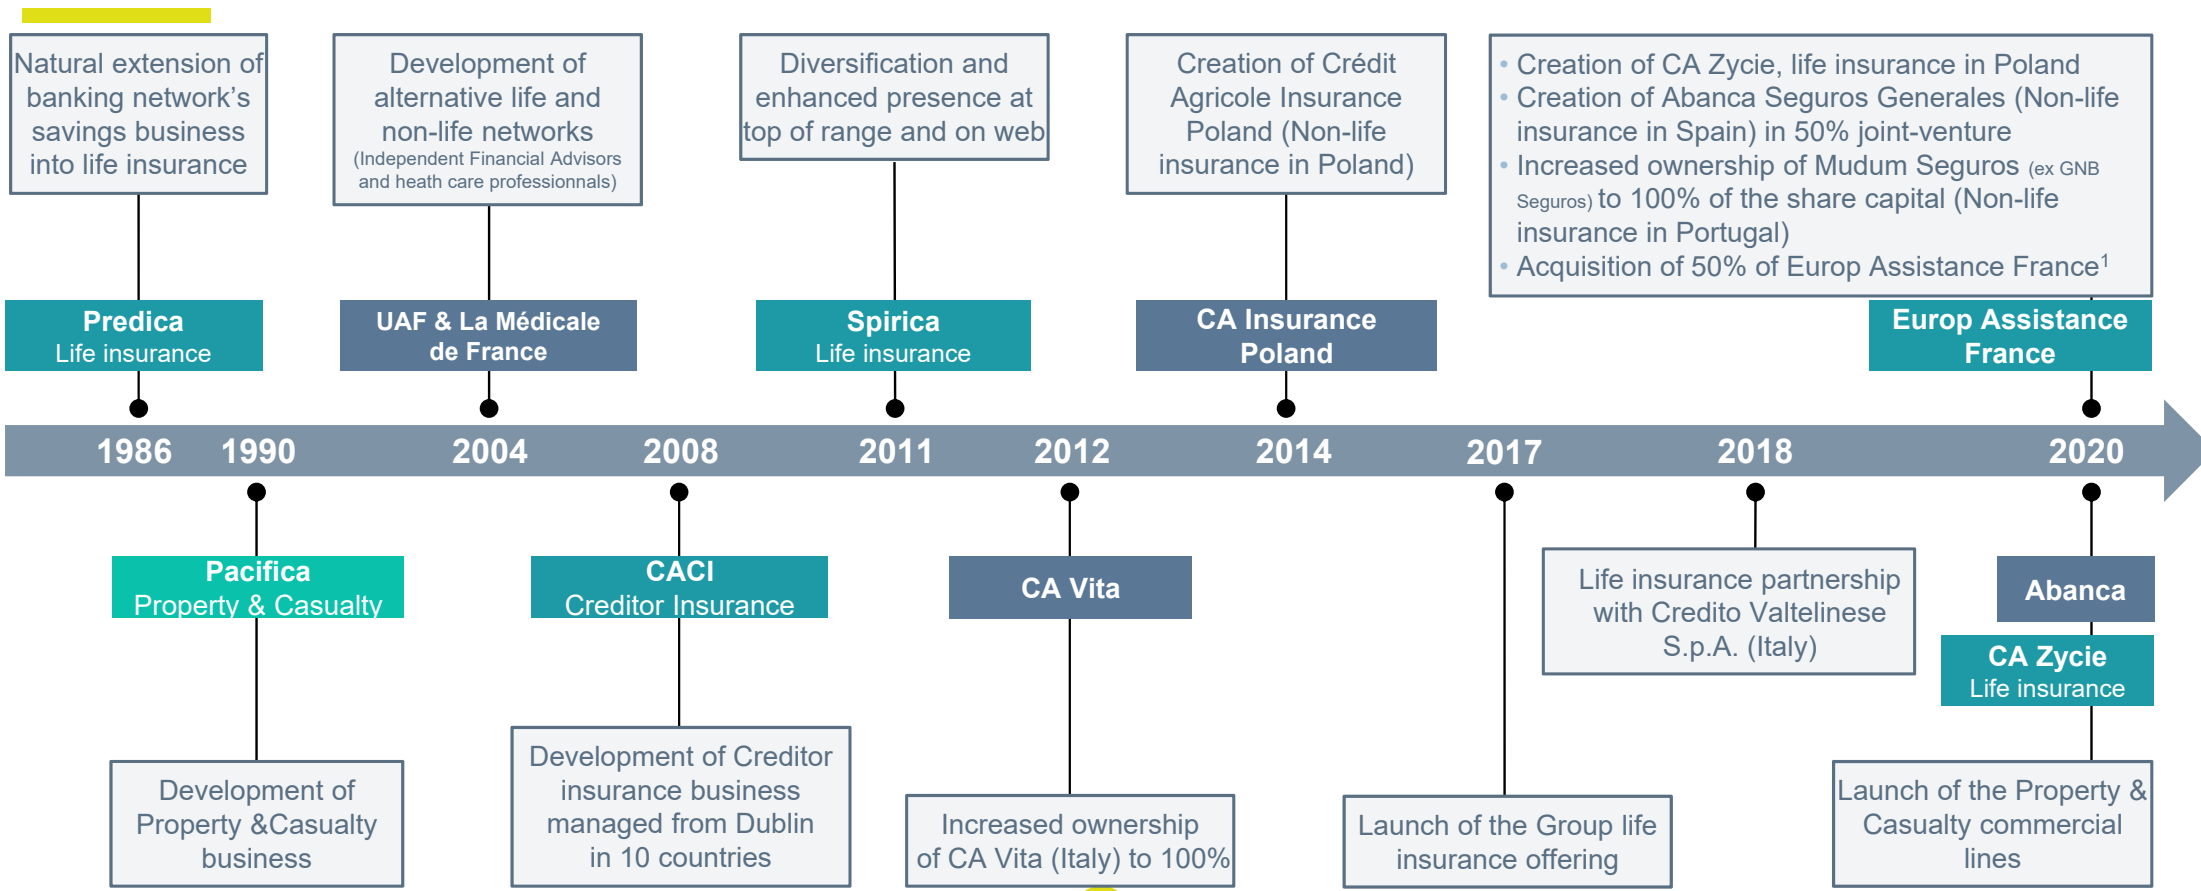 Natural extension of
banking network’s
savings business
into life insurance
Development of
alternative life and
non-life networks
(Independent Financial Advisors
and heath care professionnals)
Diversification and
enhanced presence at
top of range and on web
Creation of Crédit
Agricole Insurance
Poland (Non-life
insurance in Poland)
• Creation of CA Zycie, life insurance in Poland
• Creation of Abanca Seguros Generales (Non-life
insurance in Spain) in 50% joint-venture
• Increased ownership of Mudum Seguros (ex GNB
Seguros) to 100% of the share capital (Non-life
insurance in Portugal)
• Acquisition of 50% of Europ Assistance France¹
Predica
Life insurance
UAF & La Médicale
de France
Spirica
Life insurance
CA Insurance
Poland
Europ Assistance
France
1986 1990 2004 2008 2011 2012 2014 2017 2018 2020
Pacifica
Property & Casualty
CACI
Creditor Insurance
CA Vita
Life insurance partnership
with Credito Valtelinese
S.p.A. (Italy)
Abanca
CA Zycie
Life insurance
Development of
Property &Casualty
business
Development of Creditor
insurance business
managed from Dublin
in 10 countries
Increased ownership
of CA Vita (Italy) to 100%
Launch of the Group life
insurance offering
Launch of the Property &
Casualty commercial
lines